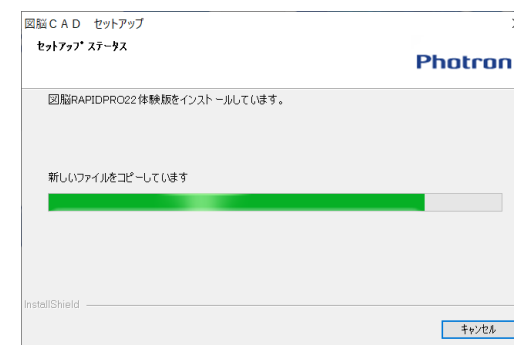 図脳ＣＡＤ　セットアップ
セットアップ ステータス
Photron
図脳RAPIDPRO22体験版をインストールしています。
新しいファイルをコピーしています
InstallShield
キャンセル